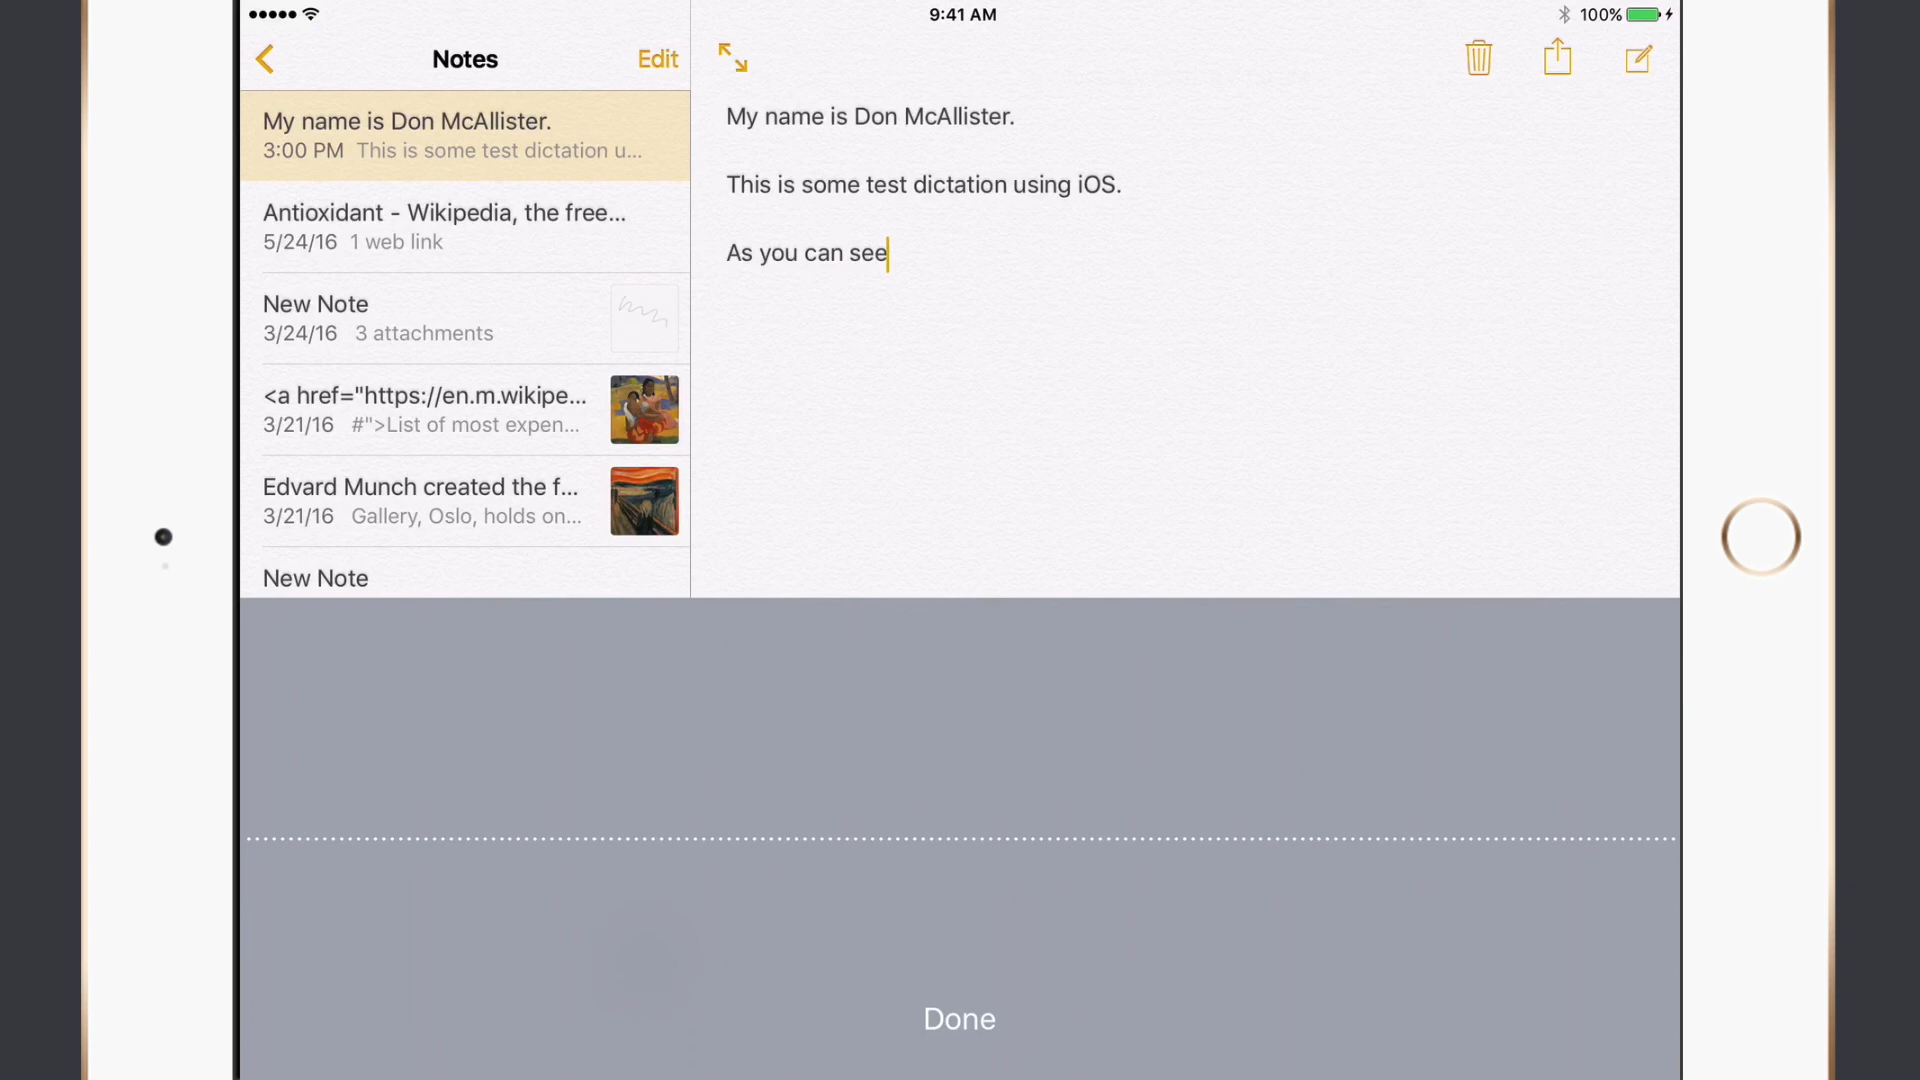 9:41 AM
100%
Notes
Edit
My name is Don McAllister.
3:00 PM This is some test dictation u...
Antioxidant - Wikipedia, the free...
5/24/16 1 web link
New Note
3/24/16 3 attachments
<a href="https://en.m.wikipe...
3/21/16 #">List of most expen...
Edvard Munch created the f...
3/21/16 Gallery, Oslo, holds on...
New Note
My name is Don McAllister.
This is some test dictation using iOS.
As you can see
Done